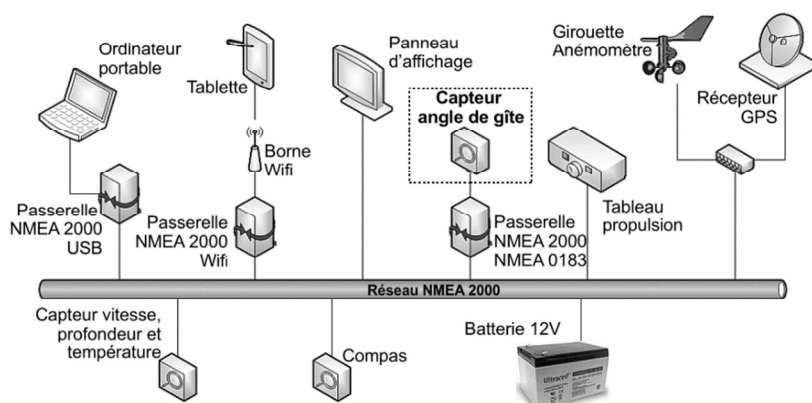 Ordinateur
portable
Tablette
Panneau
d'affichage
Girouette
Anémomètre
Récepteur
GPS
Capteur
angle de gîte
Borne
Wifi
Passerelle
NMEA 2000
USB
Passerelle
NMEA 2000
Wifi
Passerelle
NMEA 2000
NMEA 0183
Tableau
propulsion
Réseau NMEA 2000
Capteur vitesse,
profondeur et
température
Compas
Batterie 12V
Ultracell